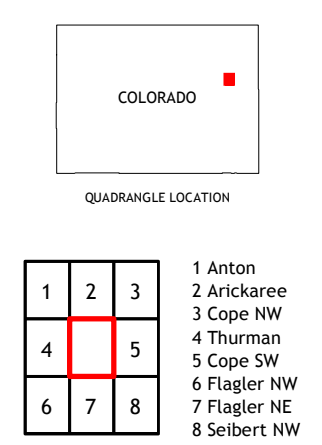 COLORADO
QUADRANGLE LOCATION
1 2 3
4 5
6 7 8
1 Anton
2 Arickaree
3 Cope NW
4 Thurman
5 Cope SW
6 Flagler NW
7 Flagler NE
8 Seibert NW